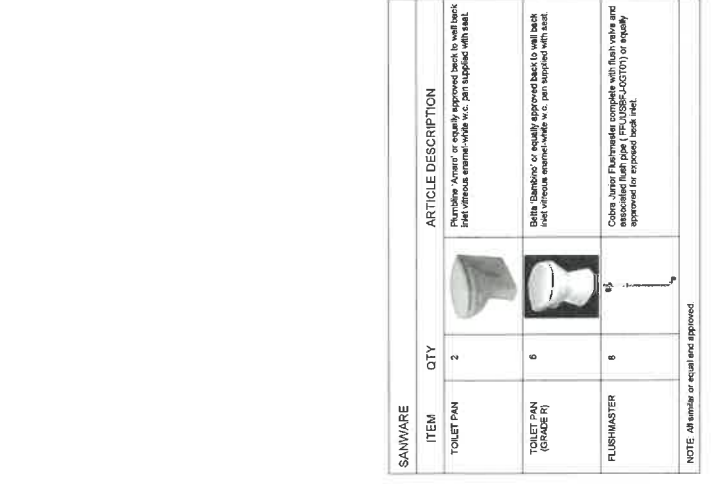 SANWARE
ITEM QTY ARTICLE DESCRIPTION
TOILET PAN 2 Plumbline 'Amaro' or equally approved back to wall back
inlet vitreous enamel-white w.c. pan supplied with seat.
TOILET PAN
(GRADE R) 6 Betta 'Bambino' or equally approved back to wall back
inlet vitreous enamel-white w.c. pan supplied with seat.
FLUSHMASTER 8 Cobra Junior Flushmaster complete with flush valve and
associated flush pipe ( FFUUSBFJ-0GT01) or equally
approved for exposed back inlet.
NOTE: All similar or equal and approved